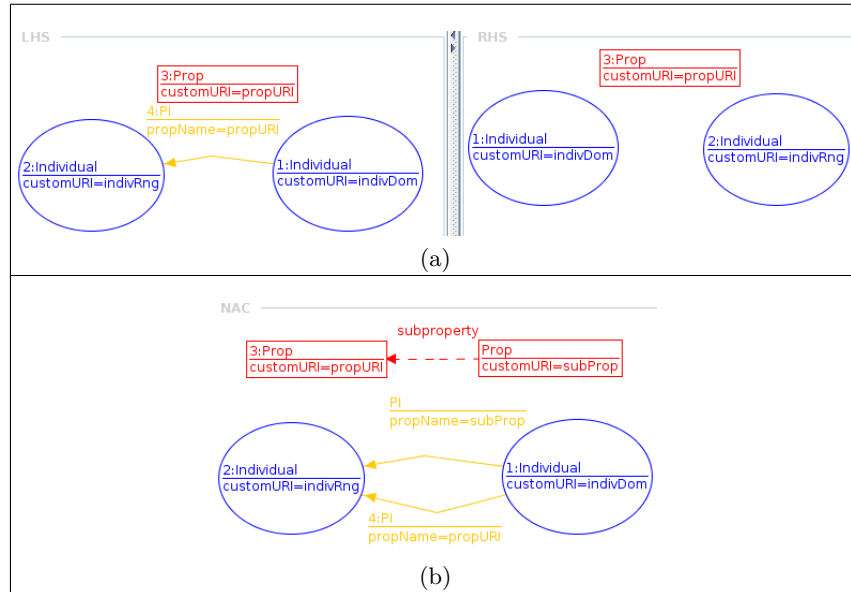 LHS
RHS
3:Prop
customURI=propURI
4:PI
propName=propURI
2:Individual
customURI=indivRng
1:Individual
customURI=indivDom
3:Prop
customURI=propURI
1:Individual
customURI=indivDom
2:Individual
customURI=indivRng
(a)
NAC
subproperty
3:Prop
customURI=propURI
Prop
customURI=subProp
PI
propName=subProp
2:Individual
customURI=indivRng
1:Individual
customURI=indivDom
4:PI
propName=propURI
(b)